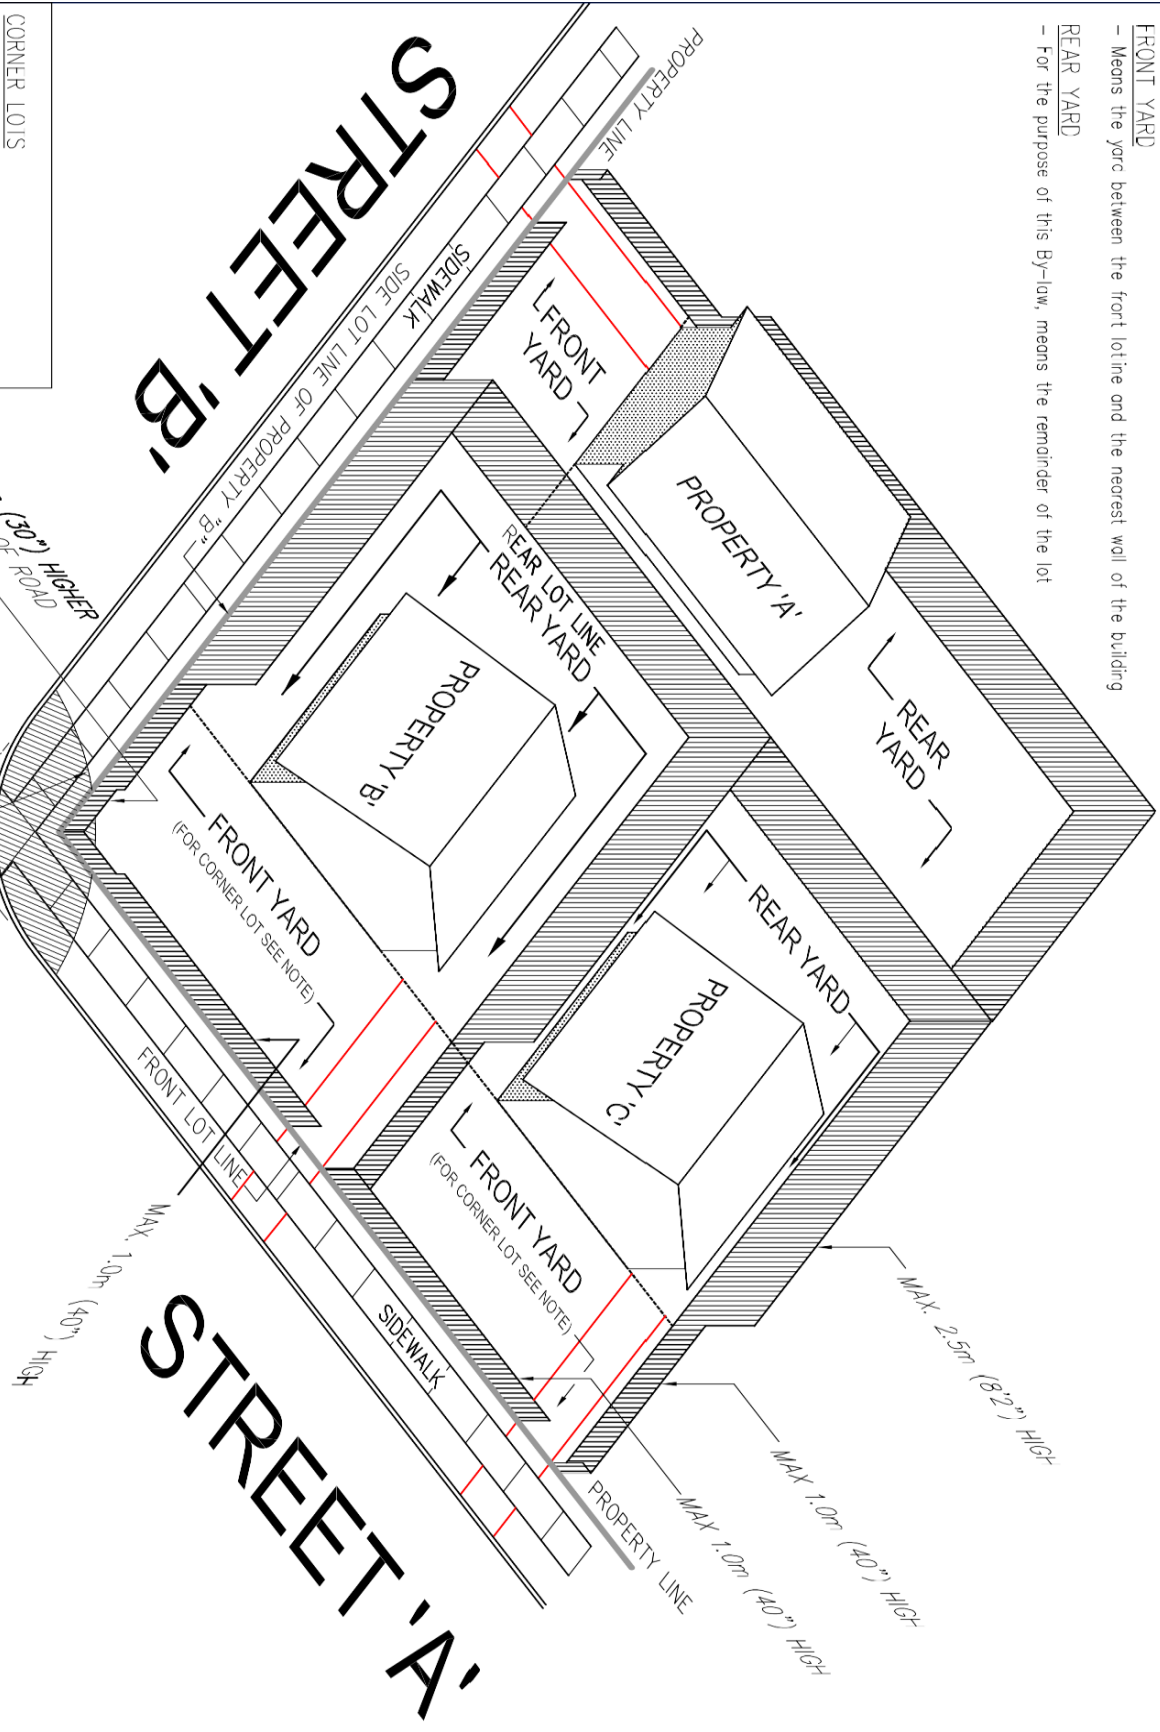 FRONT YARD
- Means the yard between the front lotline and the nearest wall of the building
REAR YARD
- For the purpose of this By-law, means the remainder of the lot
CORNER LOTS
PROPERTY LINE
STREET 'B'
SIDEWALK
SIDE LOT LINE OF PROPERTY "B"
FRONT
YARD
PROPERTY 'A'
REAR
YARD
REAR LOT LINE
REAR YARD
PROPERTY 'B'
FRONT YARD
(FOR CORNER LOT SEE NOTE)
REAR YARD
PROPERTY 'C'
FRONT YARD
(FOR CORNER LOT SEE NOTE)
(30") HIGHER
OF ROAD
FRONT LOT LINE
SIDEWALK
STREET 'A'
PROPERTY LINE
MAX. 1.0m (40") HIGH
MAX. 2.5m (8'2") HIGH
MAX 1.0m (40") HIGH
MAX 1.0m (40") HIGH